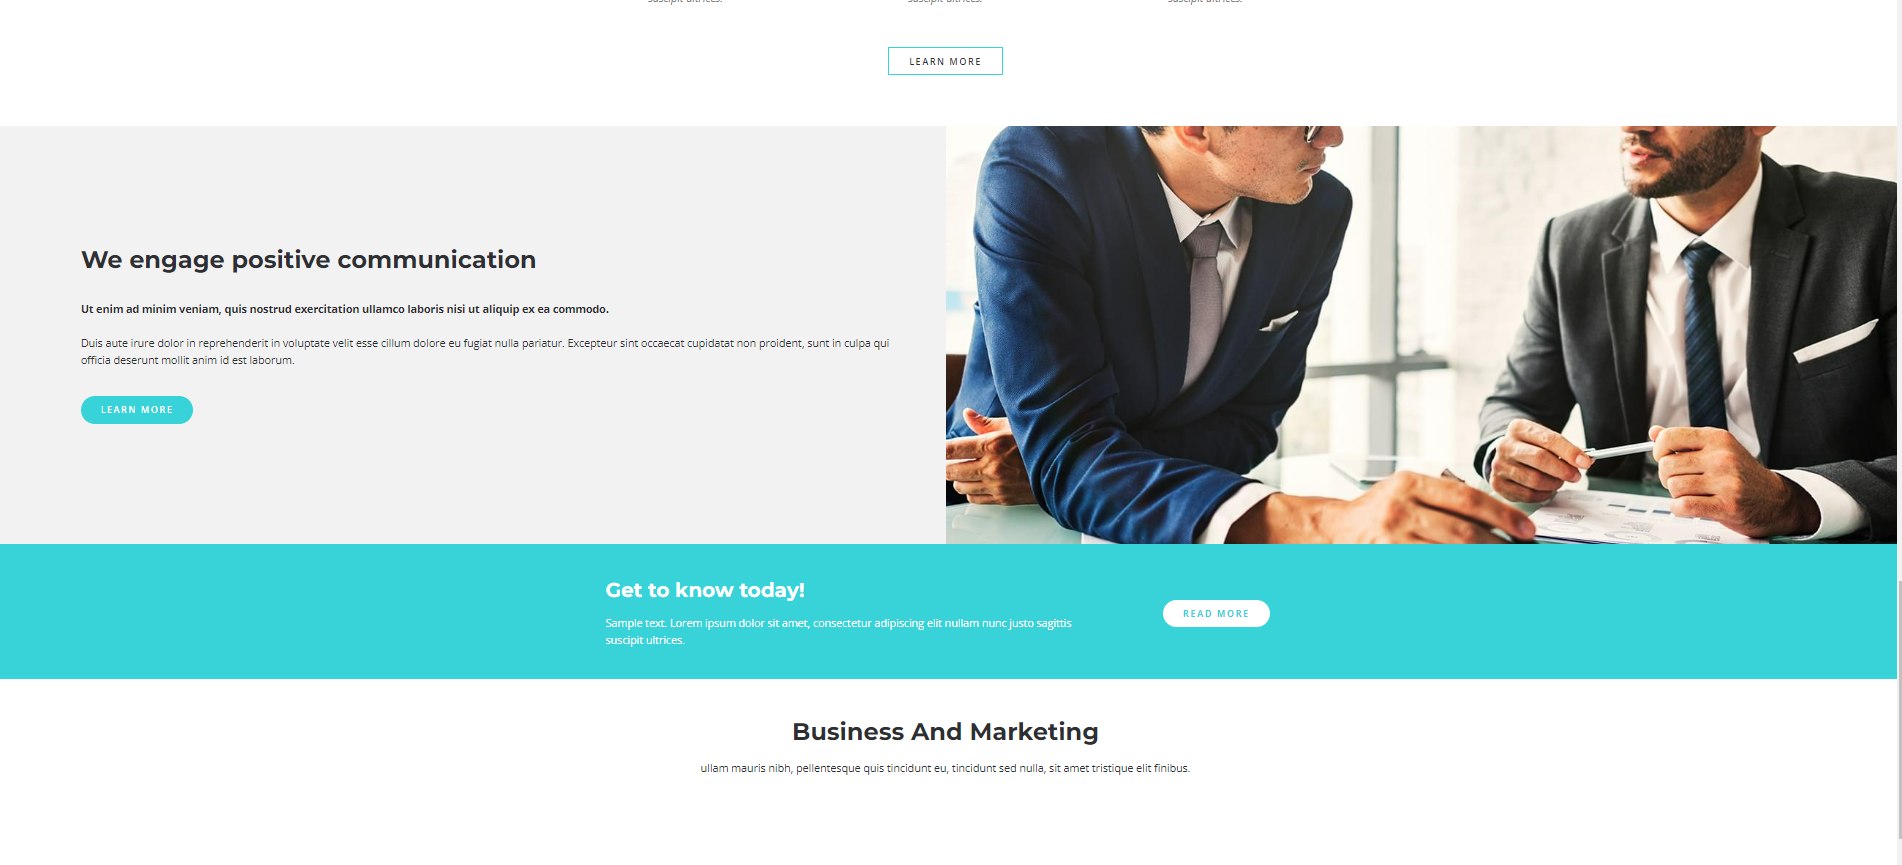 suscipit ultrices. suscipit ultrices. suscipit ultrices.
LEARN MORE
We engage positive communication
Ut enim ad minim veniam, quis nostrud exercitation ullamco laboris nisi ut aliquip ex ea commodo.
Duis aute irure dolor in reprehenderit in voluptate velit esse cillum dolore eu fugiat nulla pariatur. Excepteur sint occaecat cupidatat non proident, sunt in culpa qui
officia deserunt mollit anim id est laborum.
LEARN MORE
Get to know today!
Sample text. Lorem ipsum dolor sit amet, consectetur adipiscing elit nullam nunc justo sagittis
suscipit ultrices.
READ MORE
Business And Marketing
ullam mauris nibh, pellentesque quis tincidunt eu, tincidunt sed nulla, sit amet tristique elit finibus.